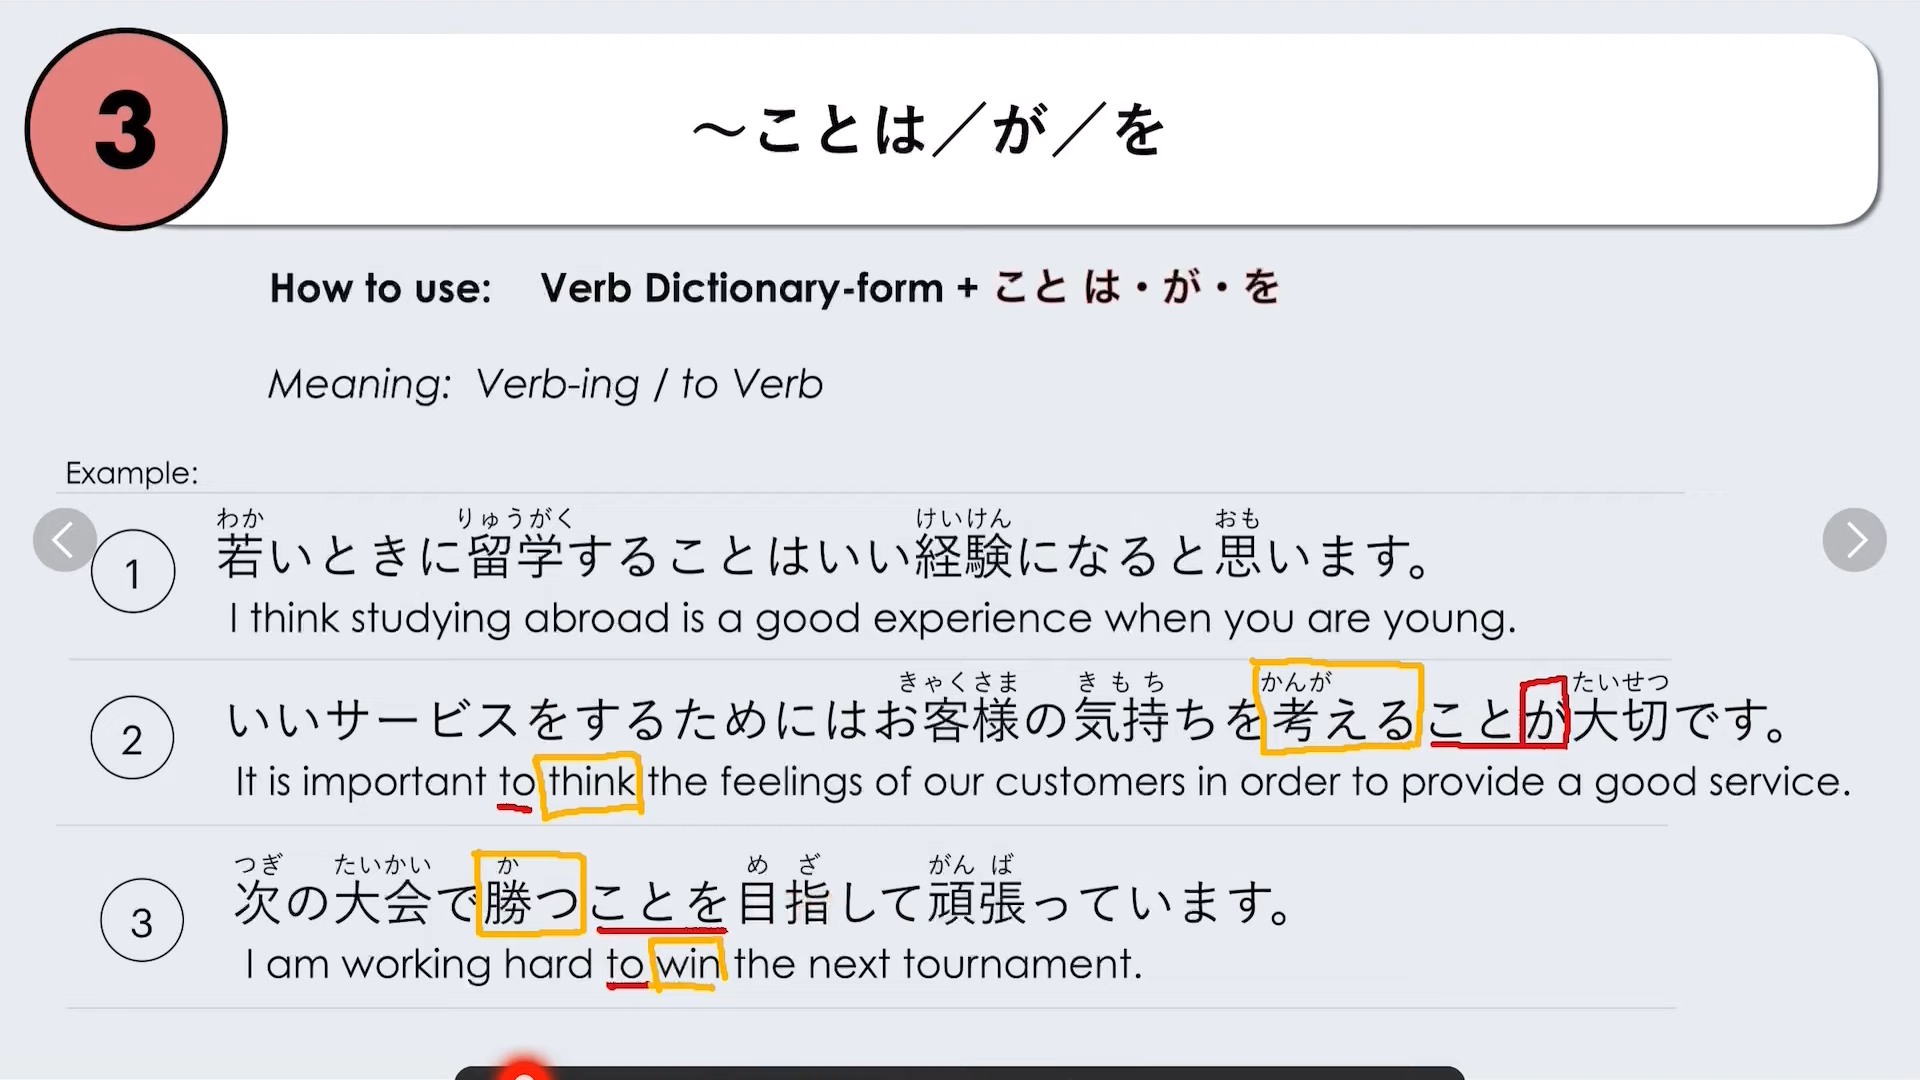 3
～ことは／が／を
How to use: Verb Dictionary-form + こと は・が・を
Meaning: Verb-ing / to Verb
Example:
わか りゅうがく けいけん おも
1 若いときに留学することはいい経験になると思います。
I think studying abroad is a good experience when you are young.
きゃくさま きもち かんが たいせつ
2 いいサービスをするためにはお客様の気持ちを考えることが大切です。
It is important to think the feelings of our customers in order to provide a good service.
つぎ たいかい か めざ がんば
3 次の大会で勝つことを目指して頑張っています。
I am working hard to win the next tournament.